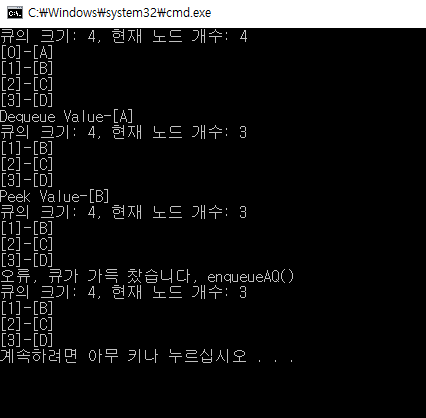 C:\Windows\system32\cmd.exe
큐의 크기: 4, 현재 노드 개수: 4
[0]-[A]
[1]-[B]
[2]-[C]
[3]-[D]
Dequeue Value-[A]
큐의 크기: 4, 현재 노드 개수: 3
[1]-[B]
[2]-[C]
[3]-[D]
Peek Value-[B]
큐의 크기: 4, 현재 노드 개수: 3
[1]-[B]
[2]-[C]
[3]-[D]
오류, 큐가 가득 찼습니다, enqueueAQ()
큐의 크기: 4, 현재 노드 개수: 3
[1]-[B]
[2]-[C]
[3]-[D]
계속하려면 아무 키나 누르십시오 . . .